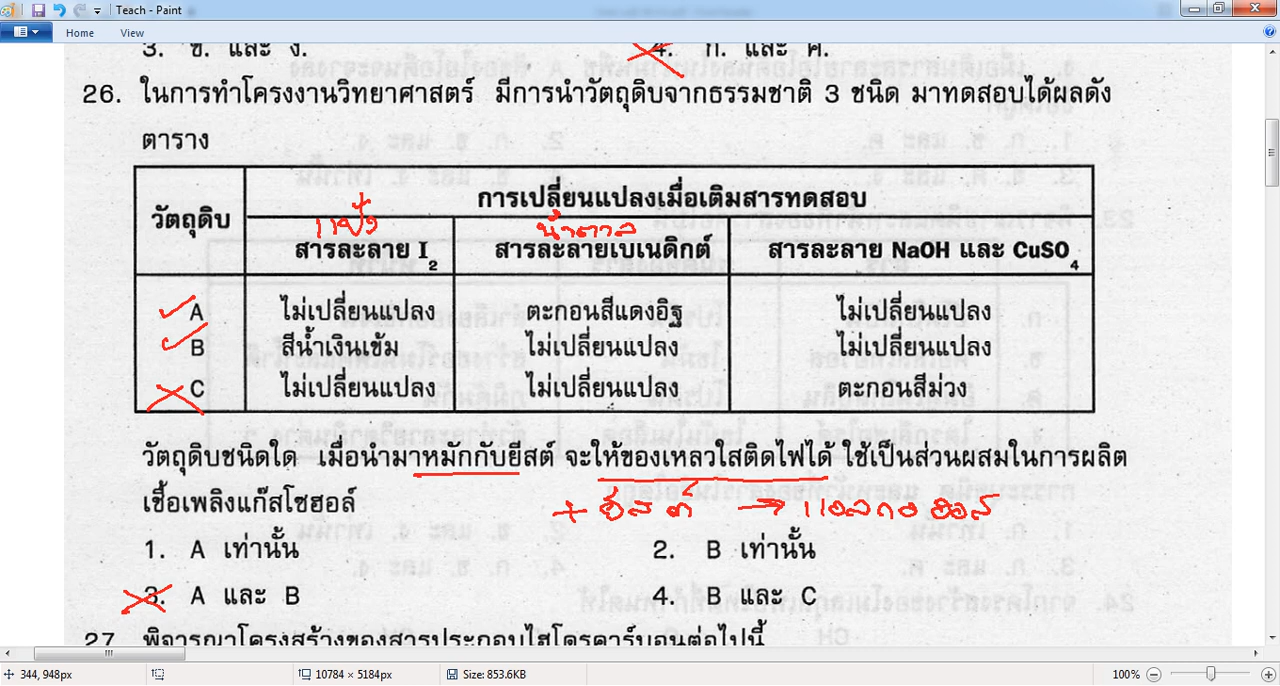 Teach - Paint
Home View
3. ข. และ ง. 4. ก. และ ค.
26. ในการทำโครงงานวิทยาศาสตร์ มีการนำวัตถุดิบจากธรรมชาติ 3 ชนิด มาทดสอบได้ผลดัง
ตาราง
วัตถุดิบ
การเปลี่ยนแปลงเมื่อเติมสารทดสอบ
แป้ง น้ำตาล
สารละลาย I2 สารละลายเบเนดิกต์ สารละลาย NaOH และ CuSO4
A ไม่เปลี่ยนแปลง ตะกอนสีแดงอิฐ ไม่เปลี่ยนแปลง
B สีน้ำเงินเข้ม ไม่เปลี่ยนแปลง ไม่เปลี่ยนแปลง
C ไม่เปลี่ยนแปลง ไม่เปลี่ยนแปลง ตะกอนสีม่วง
วัตถุดิบชนิดใด เมื่อนำมาหมักกับยีสต์ จะให้ของเหลวใสติดไฟได้ ใช้เป็นส่วนผสมในการผลิต
เชื้อเพลิงแก๊สโซฮอล์
+ ยีสต์ → แอลกอฮอล์
1. A เท่านั้น 2. B เท่านั้น
3. A และ B 4. B และ C
27. พิจารณาโครงสร้างของสารประกอบไฮโดรคาร์บอนต่อไปนี้
344, 948px 10784 × 5184px Size: 853.6KB 100%